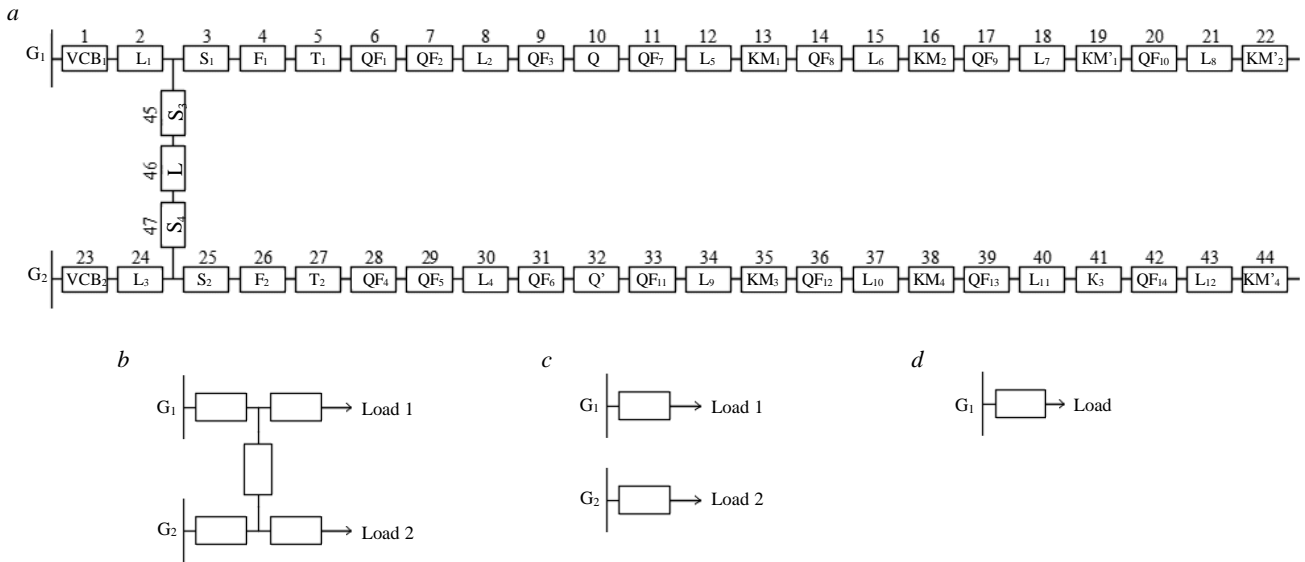 a
1 2 3 4 5 6 7 8 9 10 11 12 13 14 15 16 17 18 19 20 21 22
G₁ VCB₁ L₁ S₁ F₁ T₁ QF₁ QF₂ L₂ QF₃ Q QF₇ L₅ KM₁ QF₈ L₆ KM₂ QF₉ L₇ KM'₁ QF₁₀ L₈ KM'₂
45 S₃
46 L
47 S₄
23 24 25 26 27 28 29 30 31 32 33 34 35 36 37 38 39 40 41 42 43 44
G₂ VCB₂ L₃ S₂ F₂ T₂ QF₄ QF₅ L₄ QF₆ Q' QF₁₁ L₉ KM₃ QF₁₂ L₁₀ KM₄ QF₁₃ L₁₁ K₃ QF₁₄ L₁₂ KM'₄
b
G₁ Load 1
G₂ Load 2
c
G₁ Load 1
G₂ Load 2
d
G₁ Load